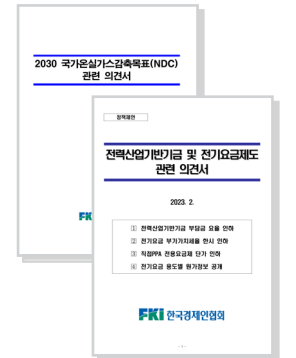 2030 국가온실가스감축목표(NDC)
관련 의견서
FK
정책제언
전력산업기반기금 및 전기요금제도
관련 의견서
2023. 2.
① 전력산업기반기금 부담금 요율 인하
② 전기요금 부가가치세율 한시 인하
③ 직접PPA 전용요금제 단가 인하
④ 전기요금 용도별 원가정보 공개
FKI 한국경제인협회
- 1 -